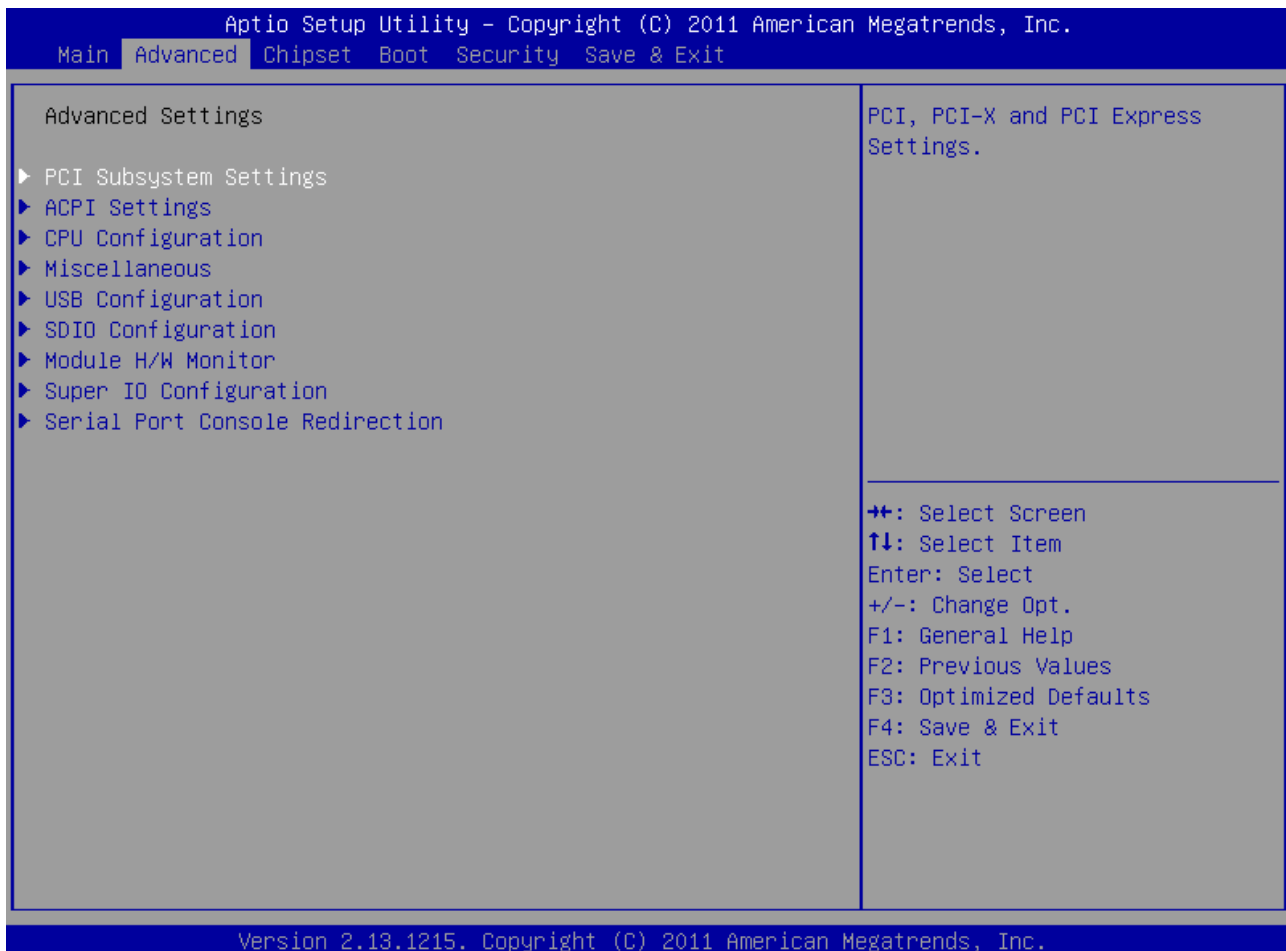 Aptio Setup Utility – Copyright (C) 2011 American Megatrends, Inc.
Main Advanced Chipset Boot Security Save & Exit
Advanced Settings
▶ PCI Subsystem Settings
▶ ACPI Settings
▶ CPU Configuration
▶ Miscellaneous
▶ USB Configuration
▶ SDIO Configuration
▶ Module H/W Monitor
▶ Super IO Configuration
▶ Serial Port Console Redirection
PCI, PCI-X and PCI Express
Settings.
→←: Select Screen
↑↓: Select Item
Enter: Select
+/-: Change Opt.
F1: General Help
F2: Previous Values
F3: Optimized Defaults
F4: Save & Exit
ESC: Exit
Version 2.13.1215. Copyright (C) 2011 American Megatrends, Inc.